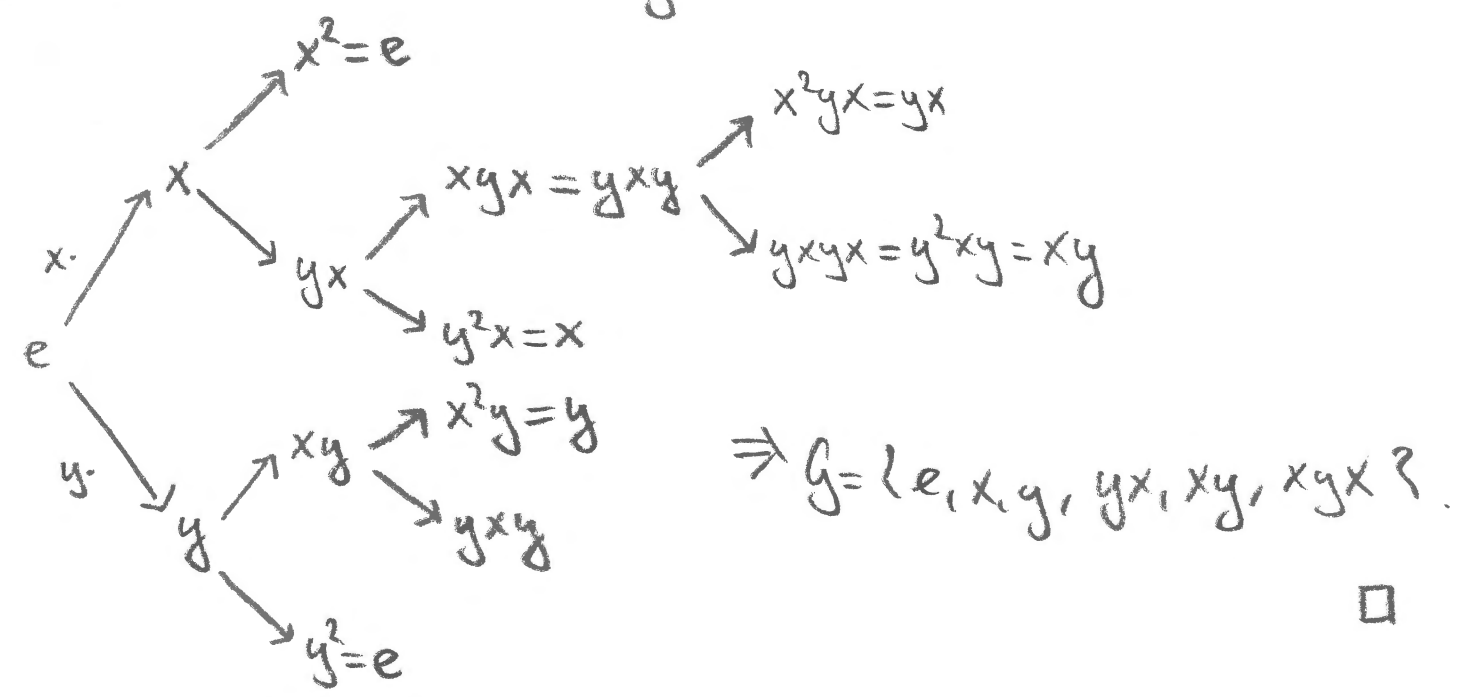 x²=e
x²yx=yx
x
xyx = yxy
x·
yxyx = y²xy = xy
yx
y²x=x
e
x²y=y
xy
⇒ G={e, x, y, yx, xy, xyx}.
y·
yxy
y
□
y²=e